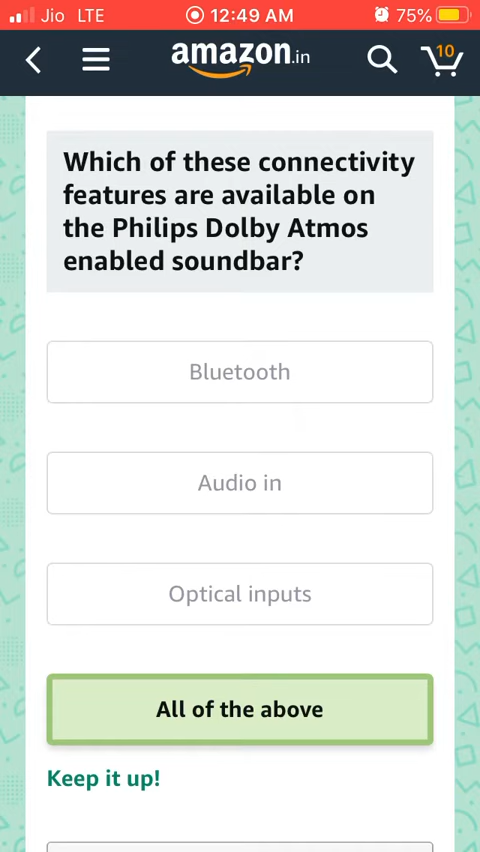 Jio LTE 12:49 AM 75%
amazon.in 10
Which of these connectivity
features are available on
the Philips Dolby Atmos
enabled soundbar?
Bluetooth
Audio in
Optical inputs
All of the above
Keep it up!